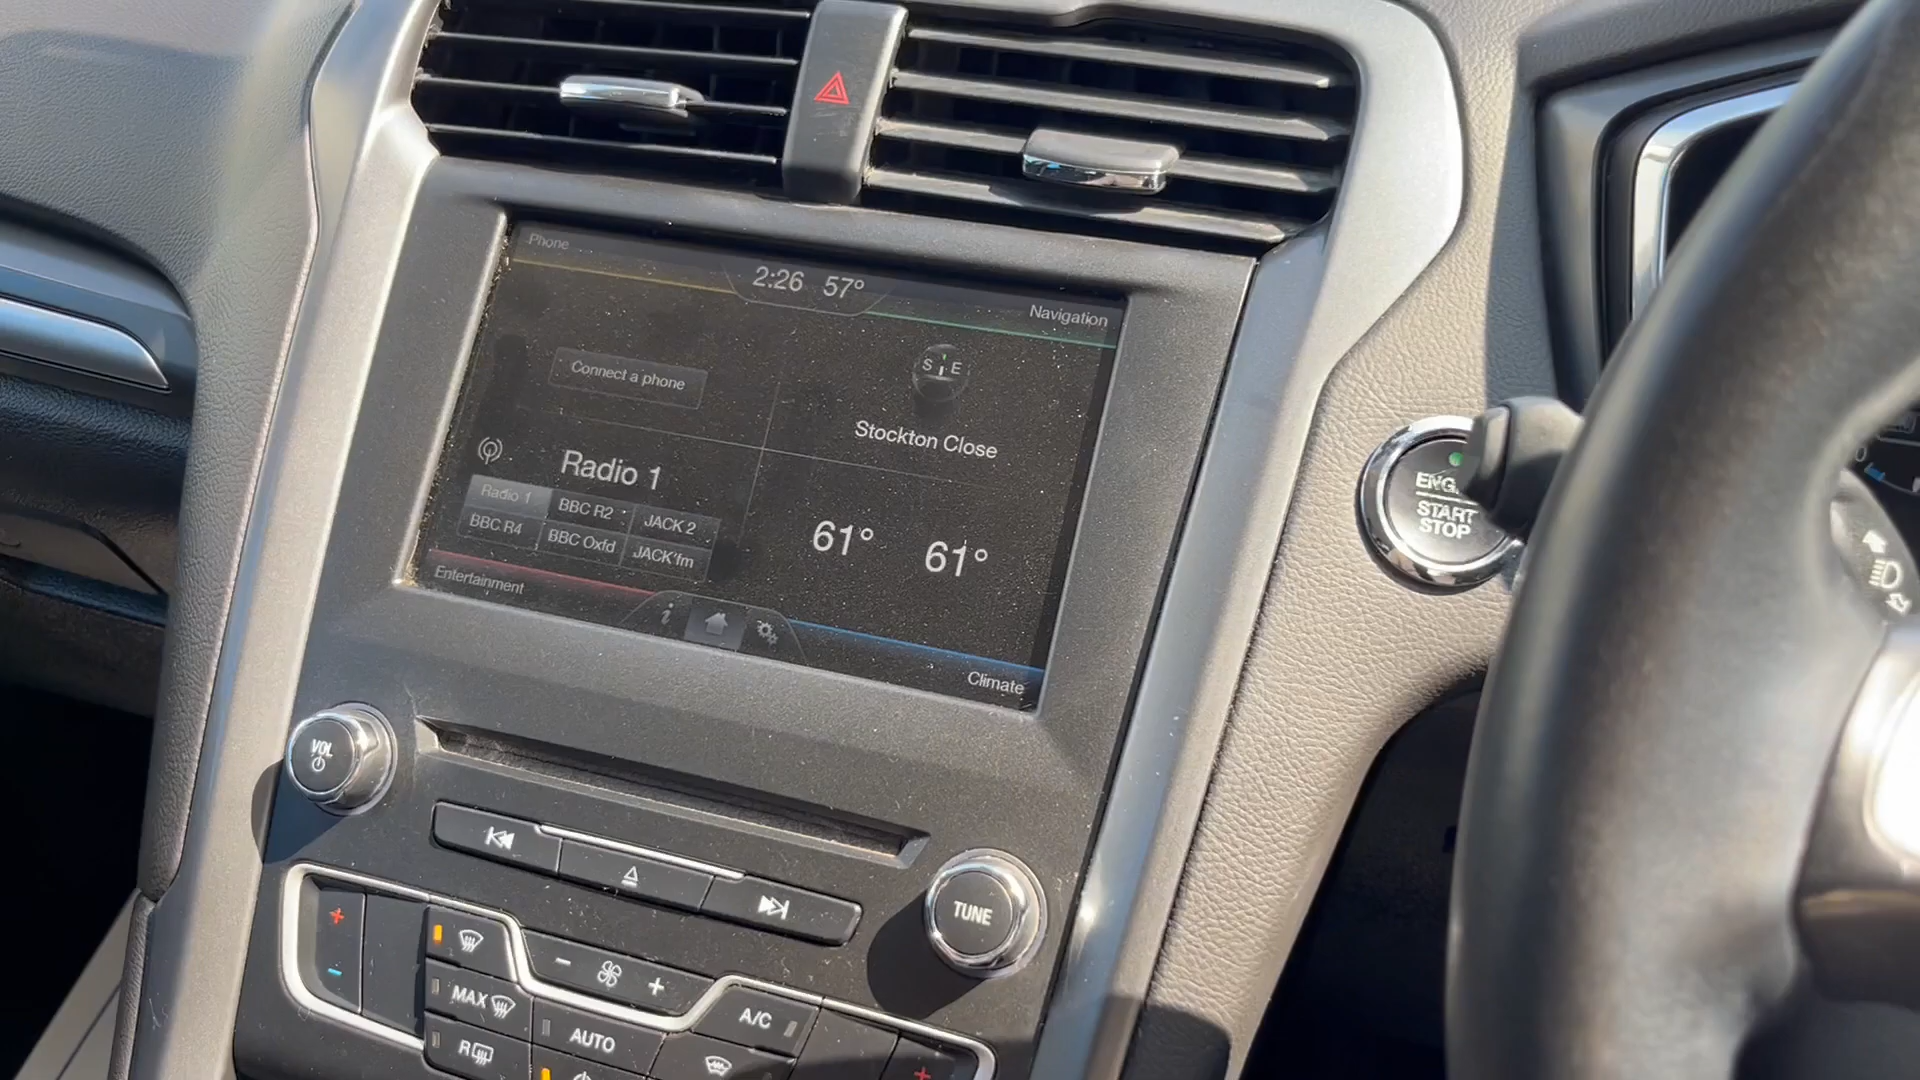 Phone
2:26 57°
Navigation
Connect a phone
S E
Stockton Close
Radio 1
Radio 1 BBC R2 JACK 2
BBC R4 BBC Oxfd JACK fm
61° 61°
Entertainment
i
Climate
START
STOP
VOL
TUNE
- +
MAX
A/C
AUTO
R